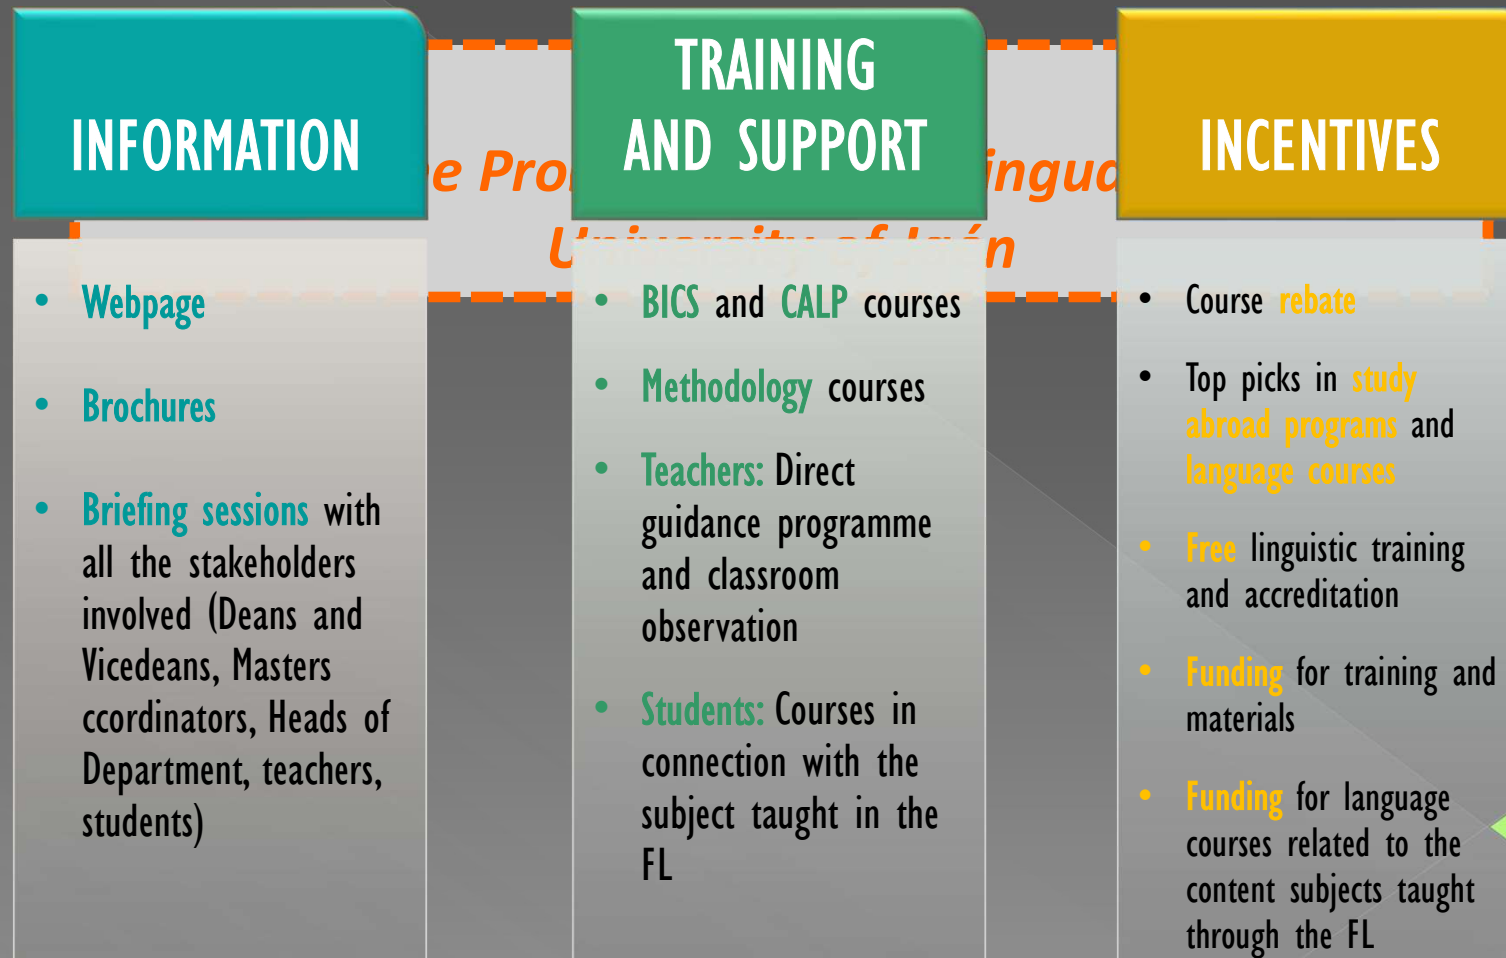 INFORMATION
• Webpage
• Brochures
• Briefing sessions with
all the stakeholders
involved (Deans and
Vicedeans, Masters
ccordinators, Heads of
Department, teachers,
students)
TRAINING
AND SUPPORT
• BICS and CALP courses
• Methodology courses
• Teachers: Direct
guidance programme
and classroom
observation
• Students: Courses in
connection with the
subject taught in the
FL
INCENTIVES
• Course rebate
• Top picks in study
abroad programs and
language courses
• Free linguistic training
and accreditation
• Funding for training and
materials
• Funding for language
courses related to the
content subjects taught
through the FL
University of Jaén